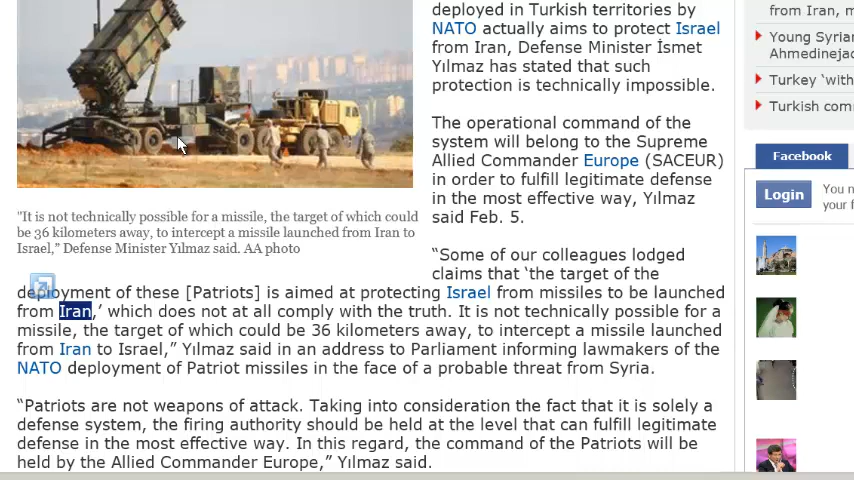 deployed in Turkish territories by
NATO actually aims to protect Israel
from Iran, Defense Minister İsmet
Yılmaz has stated that such
protection is technically impossible.
The operational command of the
system will belong to the Supreme
Allied Commander Europe (SACEUR)
in order to fulfill legitimate defense
in the most effective way, Yılmaz
said Feb. 5.
"It is not technically possible for a missile, the target of which could
be 36 kilometers away, to intercept a missile launched from Iran to
Israel,” Defense Minister Yılmaz said. AA photo
“Some of our colleagues lodged
claims that ‘the target of the
deployment of these [Patriots] is aimed at protecting Israel from missiles to be launched
from Iran,’ which does not at all comply with the truth. It is not technically possible for a
missile, the target of which could be 36 kilometers away, to intercept a missile launched
from Iran to Israel,” Yılmaz said in an address to Parliament informing lawmakers of the
NATO deployment of Patriot missiles in the face of a probable threat from Syria.
“Patriots are not weapons of attack. Taking into consideration the fact that it is solely a
defense system, the firing authority should be held at the level that can fulfill legitimate
defense in the most effective way. In this regard, the command of the Patriots will be
held by the Allied Commander Europe,” Yılmaz said.
from Iran, m
Young Syria
Ahmedinejad
Turkey ‘with
Turkish com
Facebook
Login
You n
your f